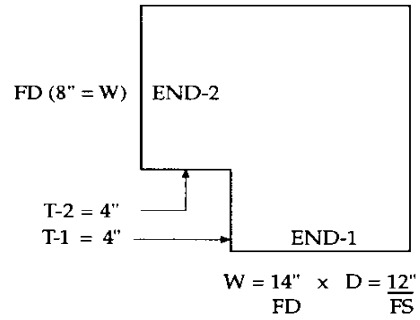 FD (8" = W) END-2
T-2 = 4"
T-1 = 4"
END-1
W = 14" x D = 12"
FD FS